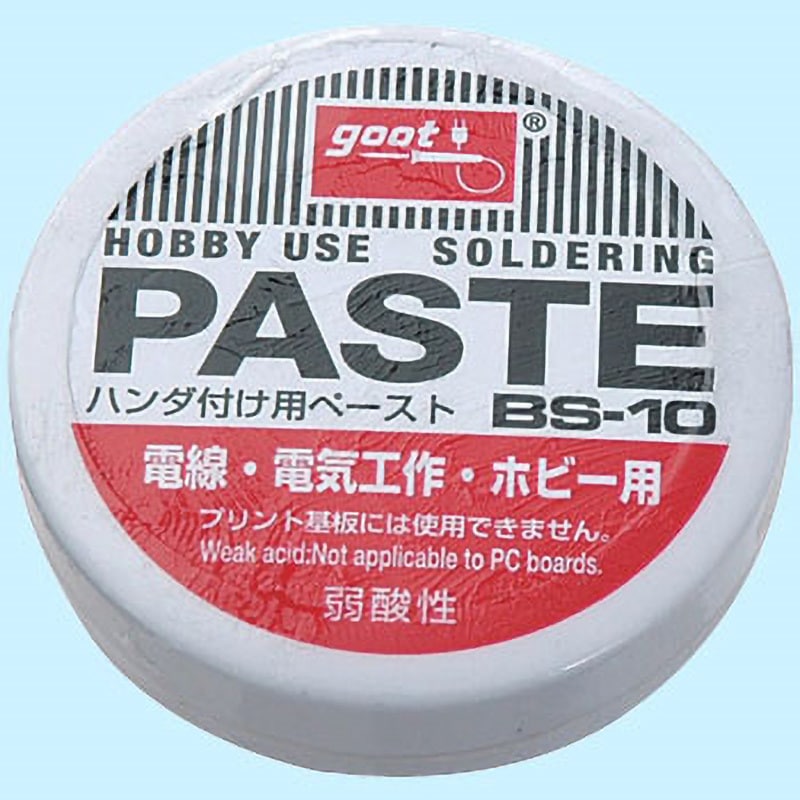 goot ®
HOBBY USE SOLDERING
PASTE
ハンダ付け用ペースト BS-10
電線・電気工作・ホビー用
プリント基板には使用できません。
Weak acid:Not applicable to PC boards.
弱酸性